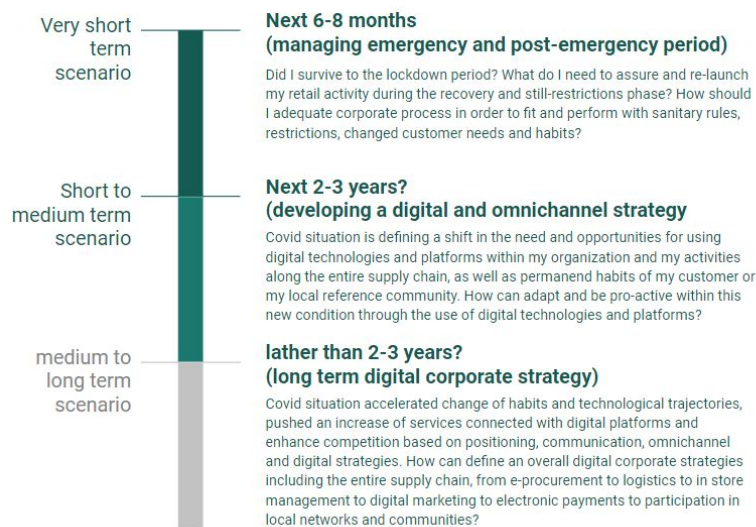 Very short
term
scenario
Next 6-8 months
(managing emergency and post-emergency period)
Did I survive to the lockdown period? What do I need to assure and re-launch
my retail activity during the recovery and still-restrictions phase? How should
I adequate corporate process in order to fit and perform with sanitary rules,
restrictions, changed customer needs and habits?
Short to
medium term
scenario
Next 2-3 years?
(developing a digital and omnichannel strategy
Covid situation is defining a shift in the need and opportunities for using
digital technologies and platforms within my organization and my activities
along the entire supply chain, as well as permanend habits of my customer or
my local reference community. How can adapt and be pro-active within this
new condition through the use of digital technologies and platforms?
medium to
long term
scenario
lather than 2-3 years?
(long term digital corporate strategy)
Covid situation accelerated change of habits and technological trajectories,
pushed an increase of services connected with digital platforms and
enhance competition based on positioning, communication, omnichannel
and digital strategies. How can define an overall digital corporate strategies
including the entire supply chain, from e-procurement to logistics to in store
management to digital marketing to electronic payments to participation in
local networks and communities?